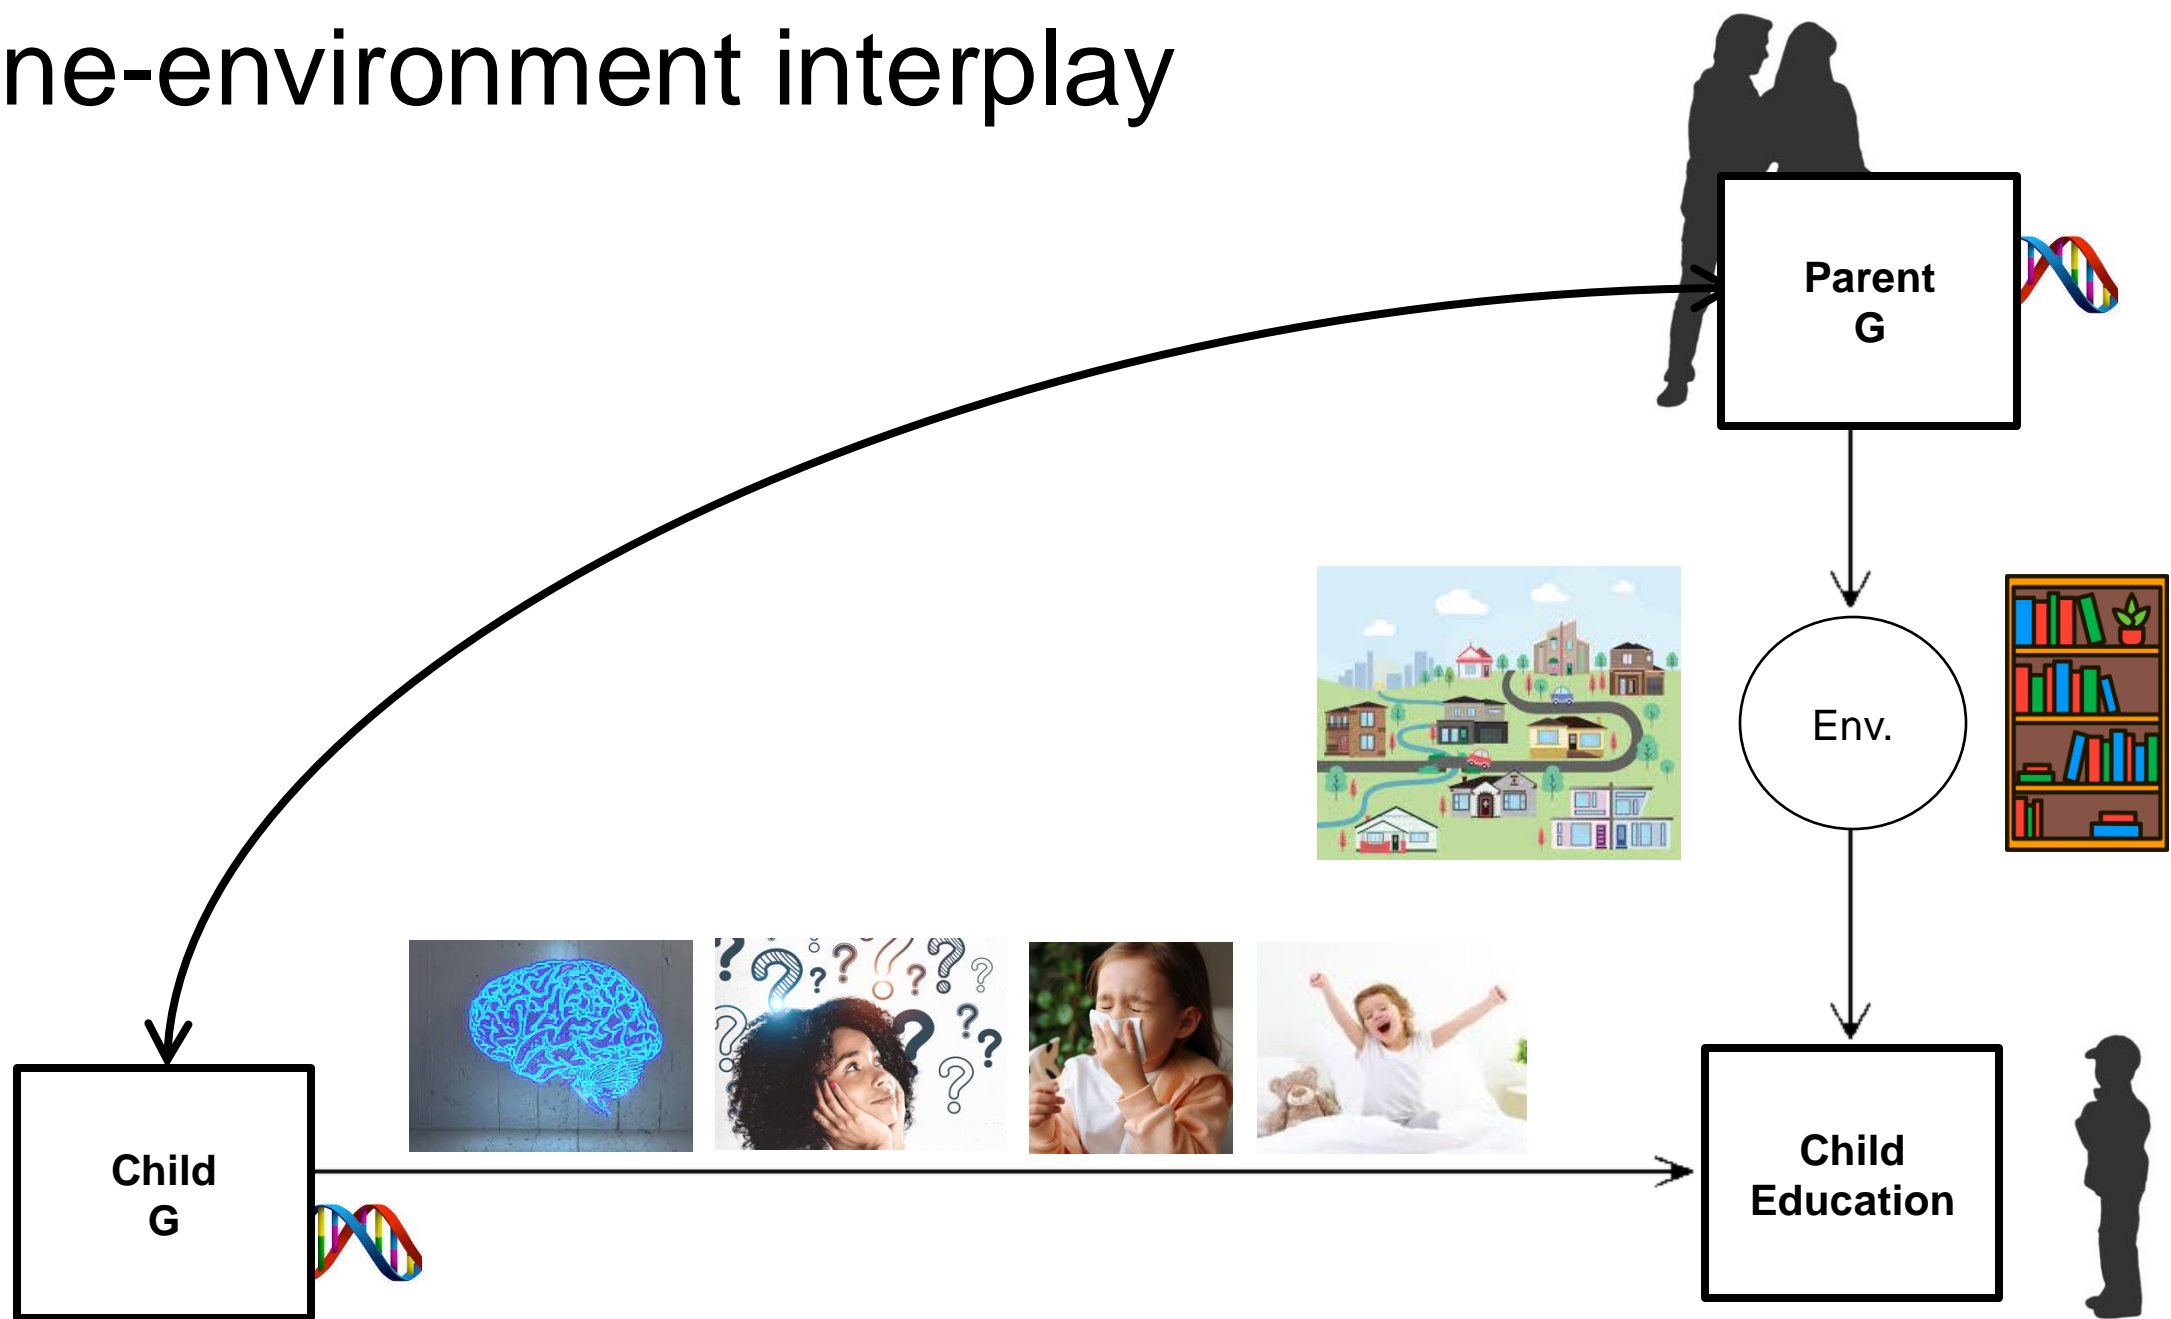 ne-environment interplay
Parent
G
Env.
Child
G
Child
Education